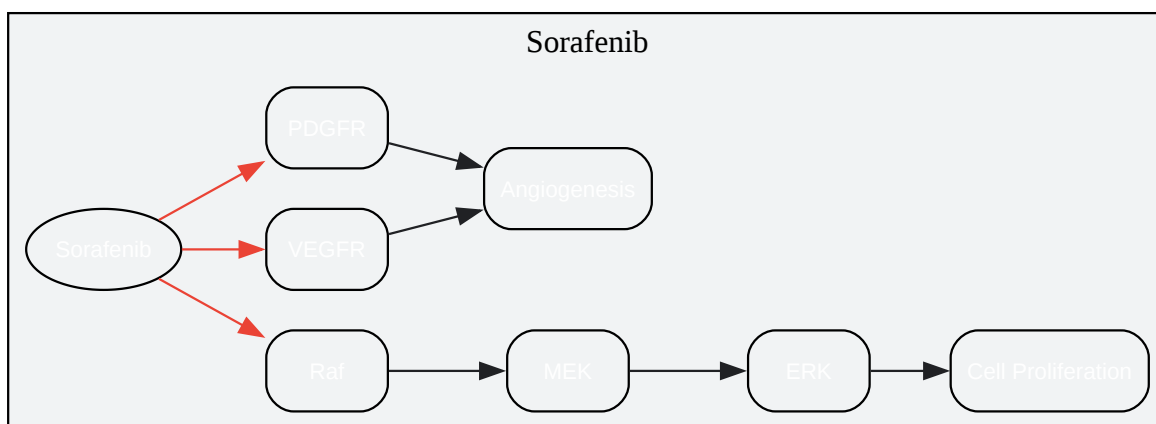 Sorafenib
PDGFR
Angiogenesis
Sorafenib
VEGFR
Raf
MEK
ERK
Cell Proliferation